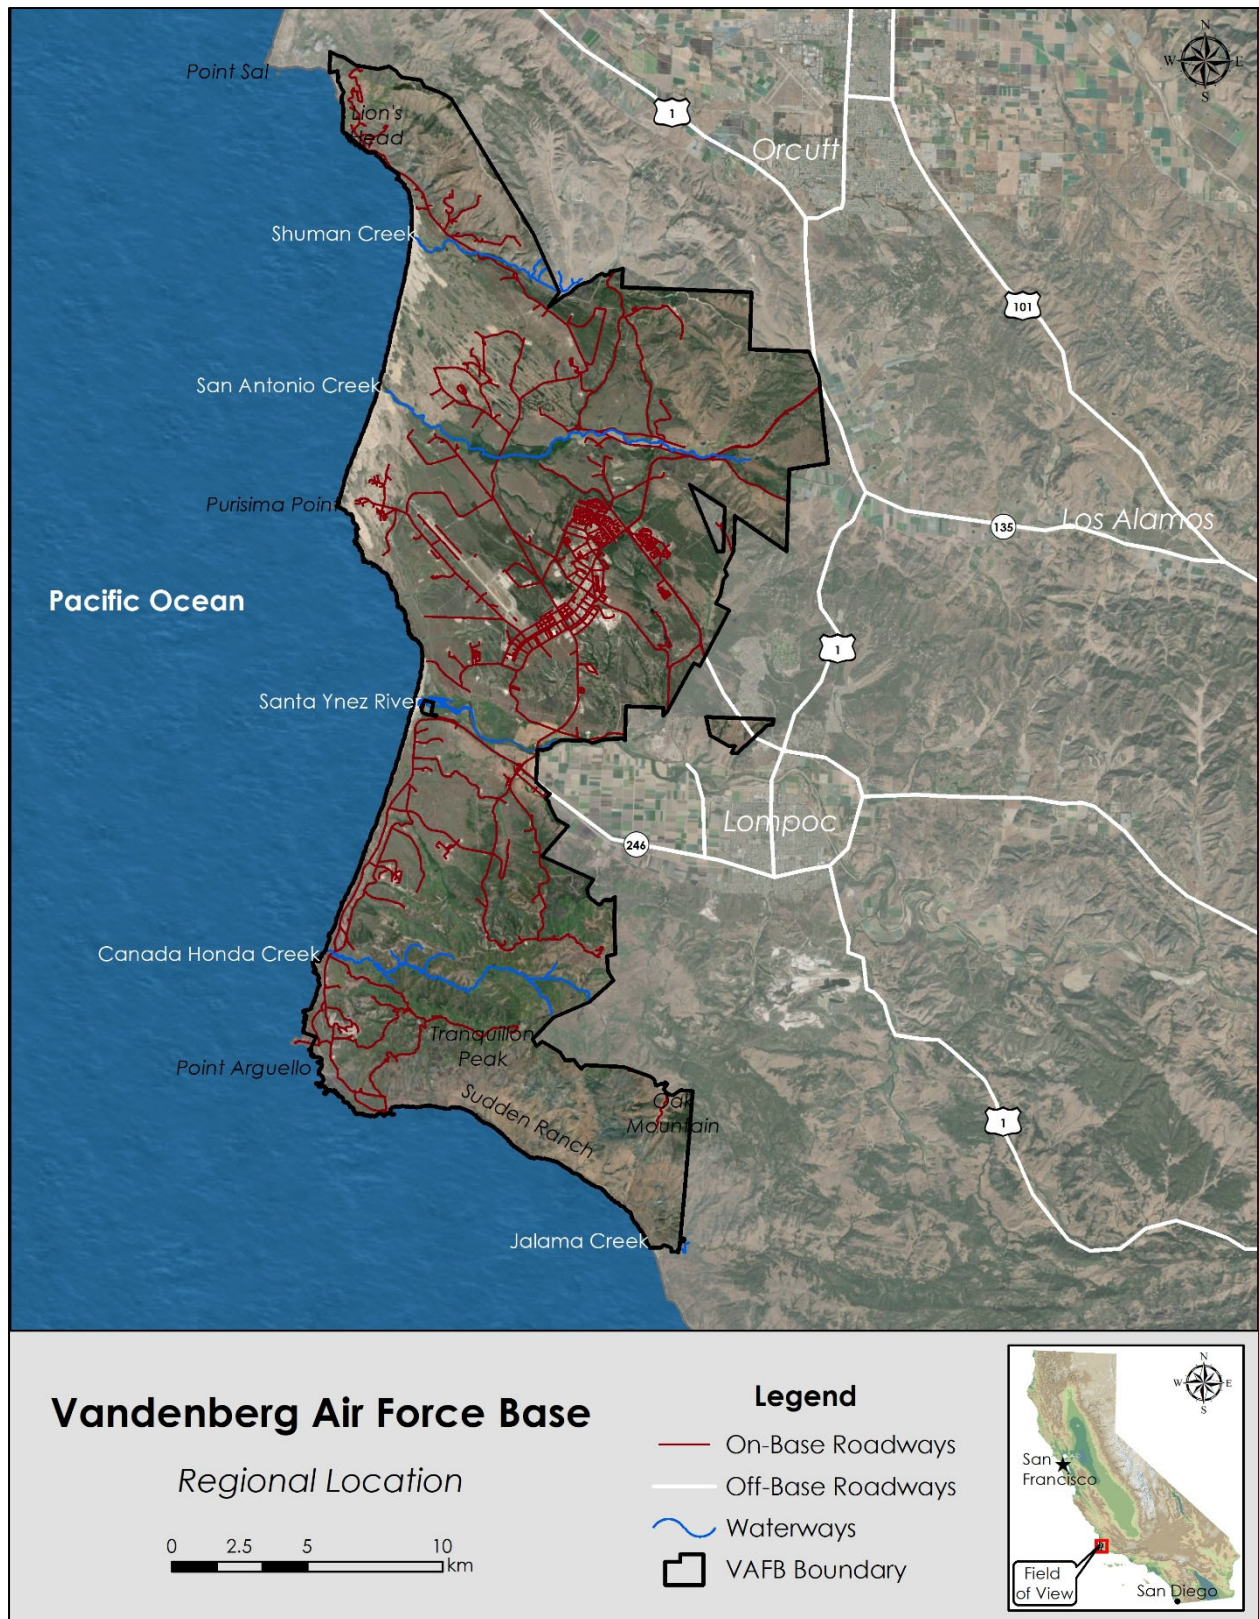 N
W
E
S
Point Sal
Lion's
Head
1
Orcutt
Shuman Creek
101
San Antonio Creek
Purisima Point
135
Los Alamos
Pacific Ocean
1
Santa Ynez River
Lompoc
246
Canada Honda Creek
Tranquillon
Peak
Point Arguello
Sudden Ranch
Oak
Mountain
1
Jalama Creek
Vandenberg Air Force Base
Regional Location
0 2.5 5 10
km
Legend
On-Base Roadways
Off-Base Roadways
Waterways
VAFB Boundary
N
W
E
S
San
Francisco
Field
of View
San Diego